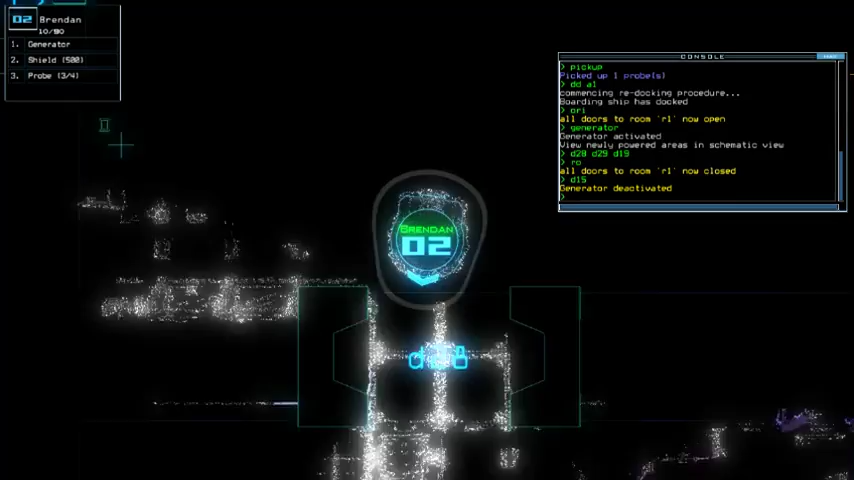 02 Brendan
10/90
1. Generator
2. Shield (500)
3. Probe (3/4)
CONSOLE
> pickup
Picked up 1 probe(s)
> dd a1
commencing re-docking procedure...
Boarding ship has docked
> ori
all doors to room 'r1' now open
> generator
Generator activated
View newly powered areas in schematic view
> d28 d29 d19
> ro
all doors to room 'r1' now closed
> d15
Generator deactivated
>
BRENDAN
02